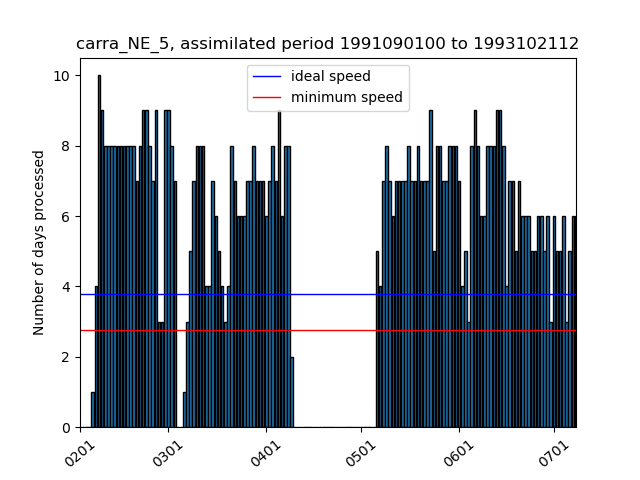 carra_NE_5, assimilated period 1991090100 to 1993102112
ideal speed
minimum speed
Number of days processed
10
8
6
4
2
0
0201 0301 0401 0501 0601 0701